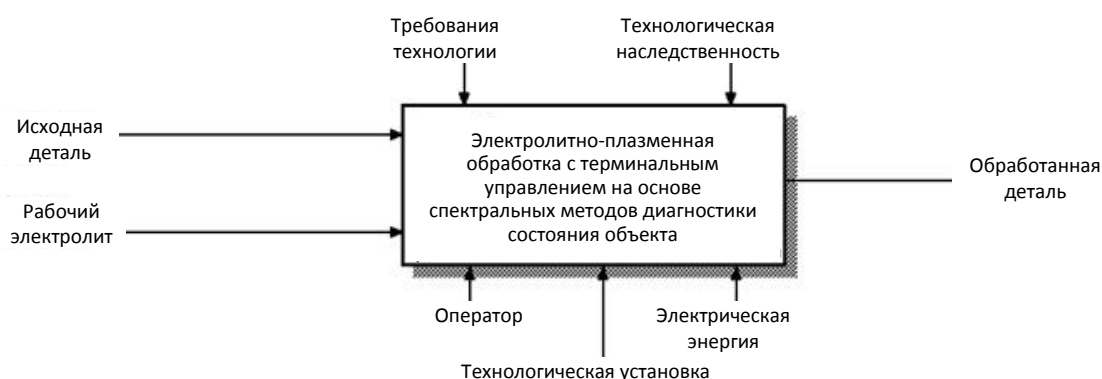 Требования
технологии
Технологическая
наследственность
Исходная
деталь
Рабочий
электролит
Электролитно-плазменная
обработка с терминальным
управлением на основе
спектральных методов диагностики
состояния объекта
Обработанная
деталь
Оператор
Электрическая
энергия
Технологическая установка